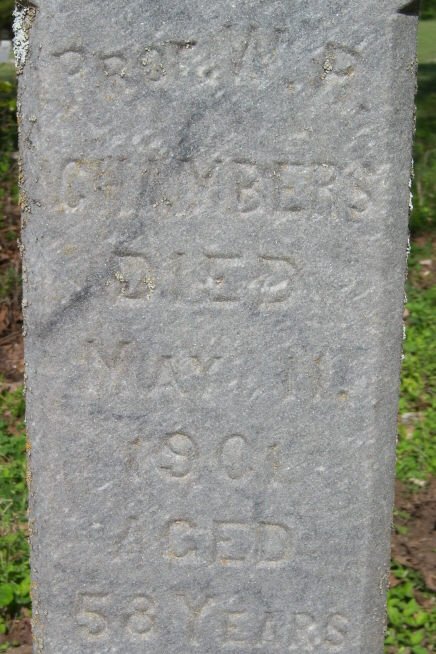 PROF. W. P.
CHAMBERS
DIED
MAY 11.
1901
AGED
58 YEARS